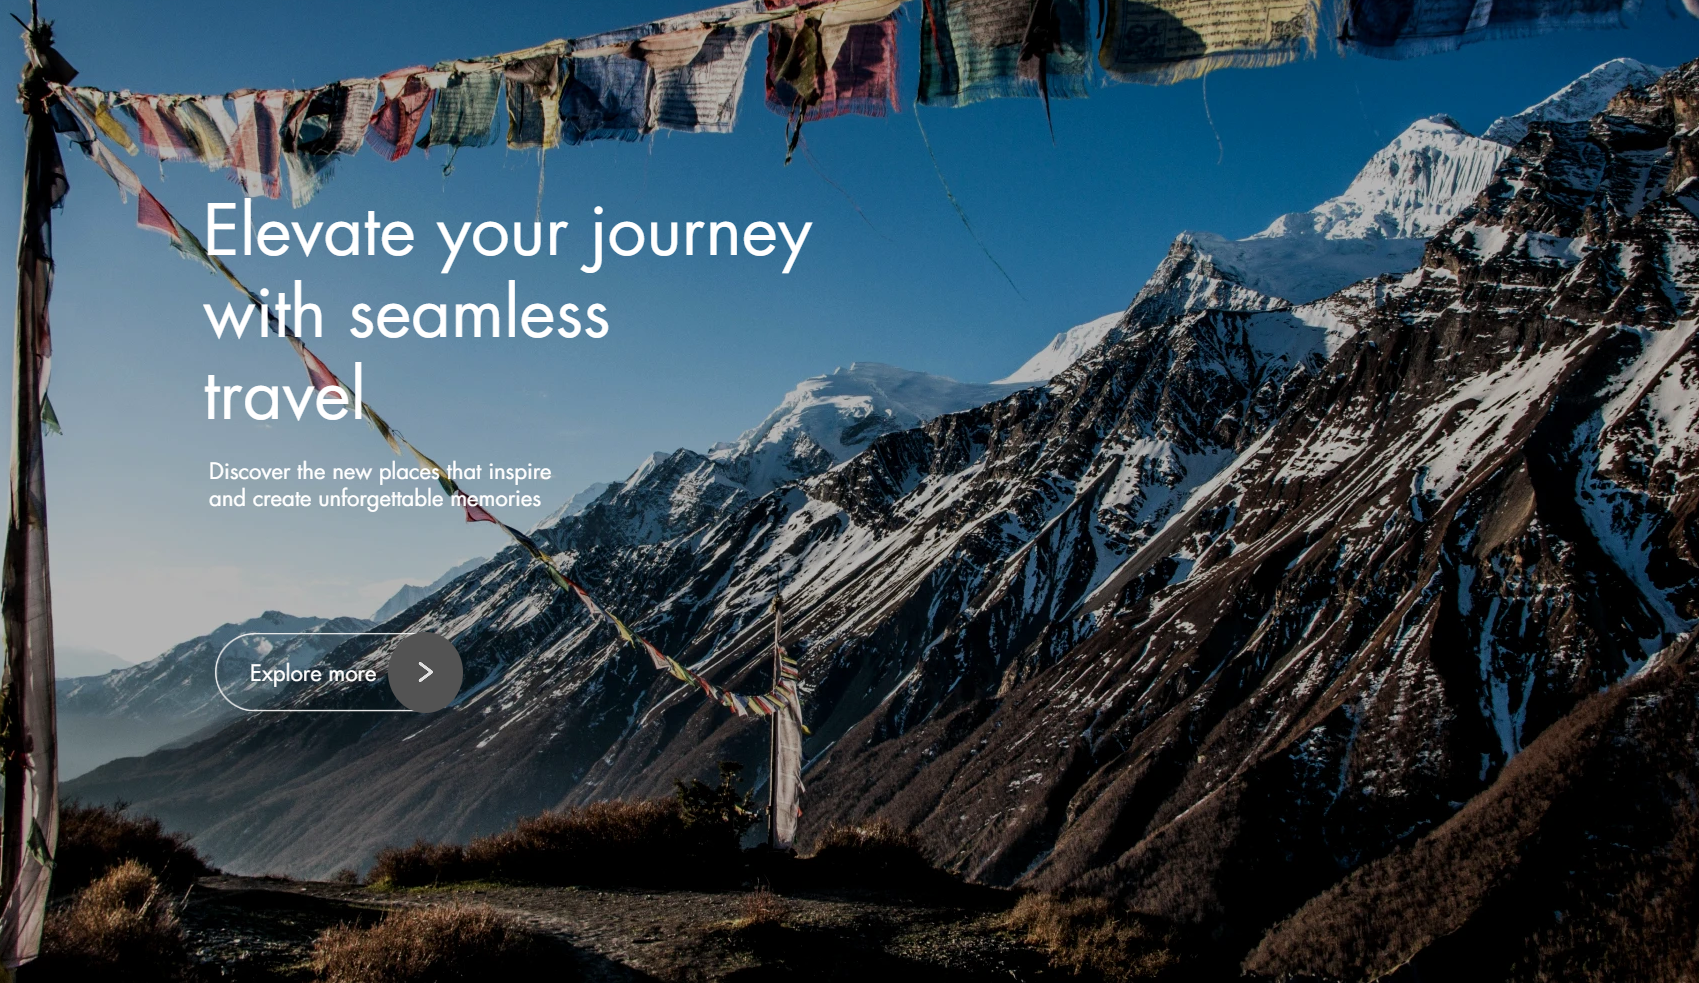 Elevate your journey
with seamless
travel
Discover the new places that inspire
and create unforgettable memories
Explore more